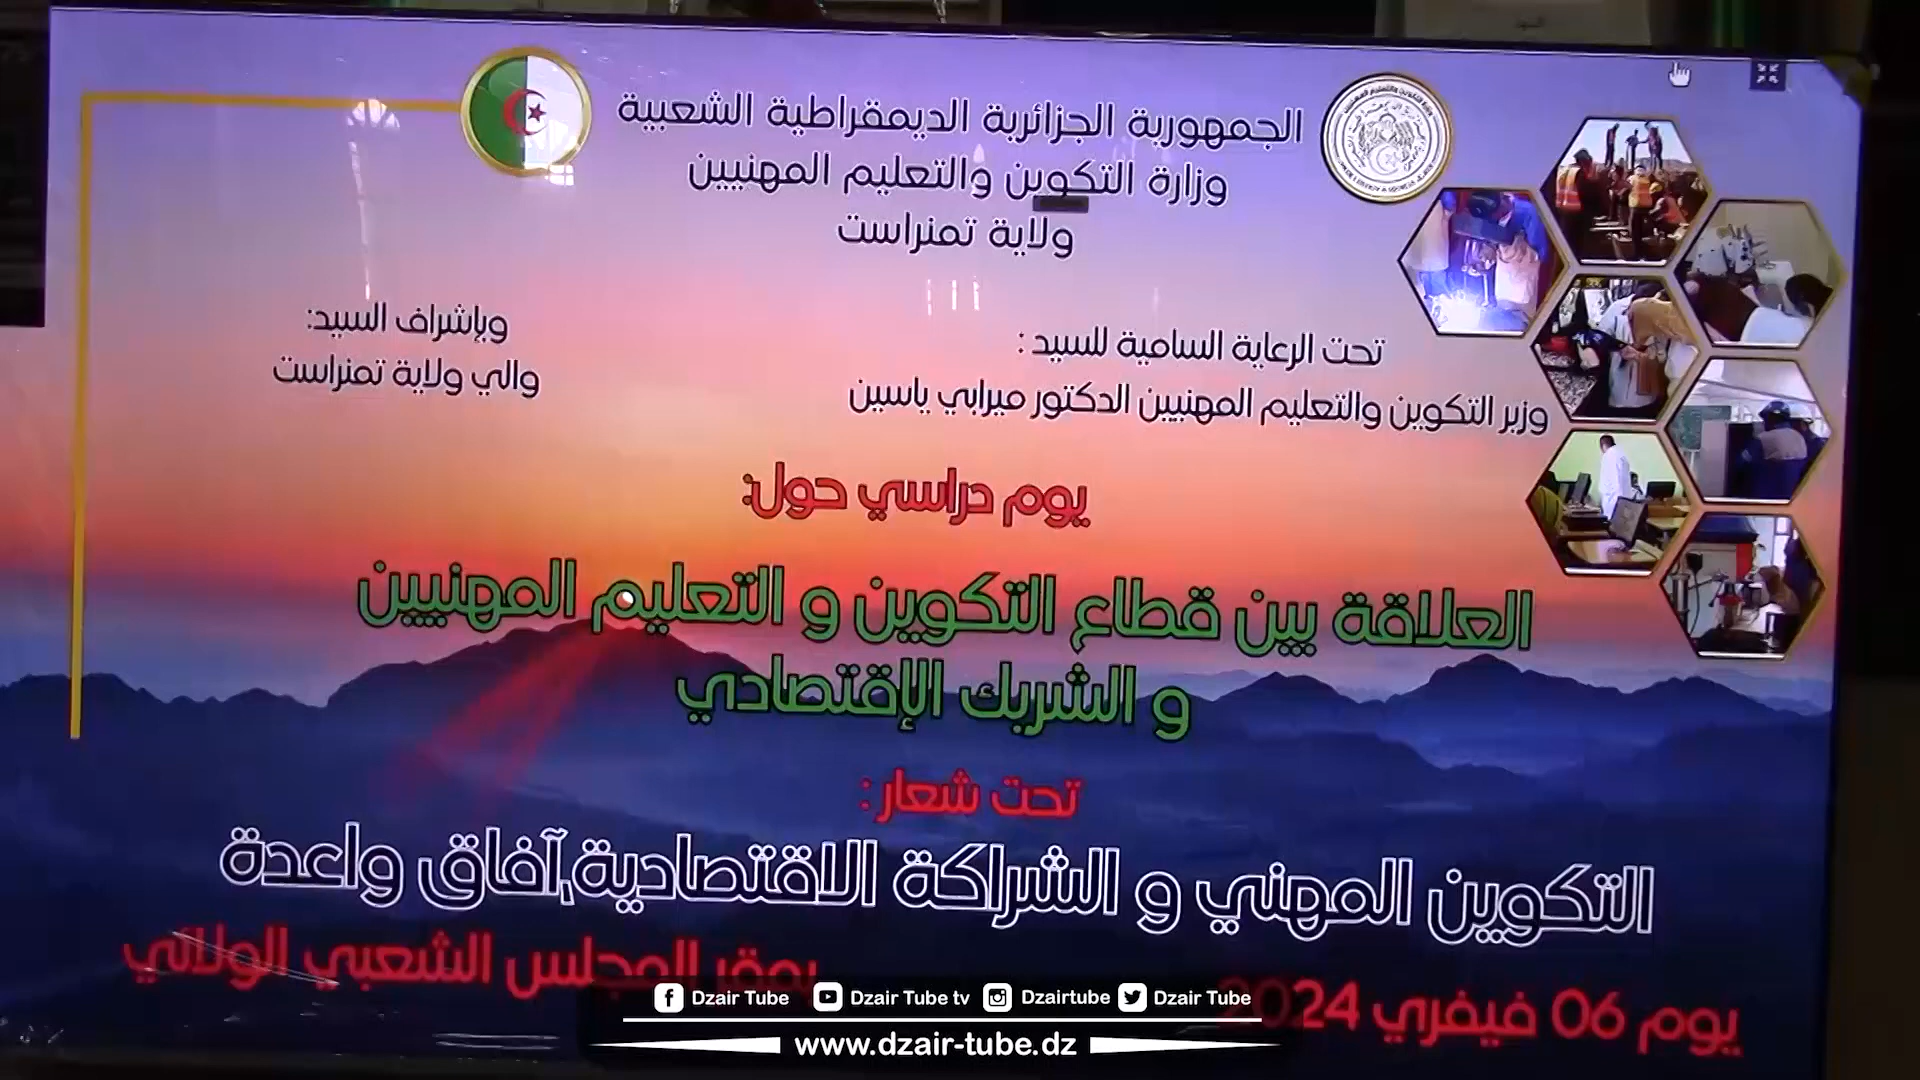 الجمهورية الجزائرية الديمقراطية الشعبية
وزارة التكوين والتعليم المهنيين
ولاية تمنراست
تحت الرعاية السامية للسيد :
وزير التكوين والتعليم المهنيين الدكتور ميرابي ياسين
وبإشراف السيد:
والي ولاية تمنراست
يوم دراسي حول:
العلاقة بين قطاع التكوين و التعليم المهنيين
و الشريك الإقتصادي
تحت شعار :
التكوين المهني و الشراكة الاقتصادية,آفاق واعدة
يوم 06 فيفري 2024
بمقر المجلس الشعبي الولائي
Dzair Tube Dzair Tube tv Dzairtube Dzair Tube
www.dzair-tube.dz